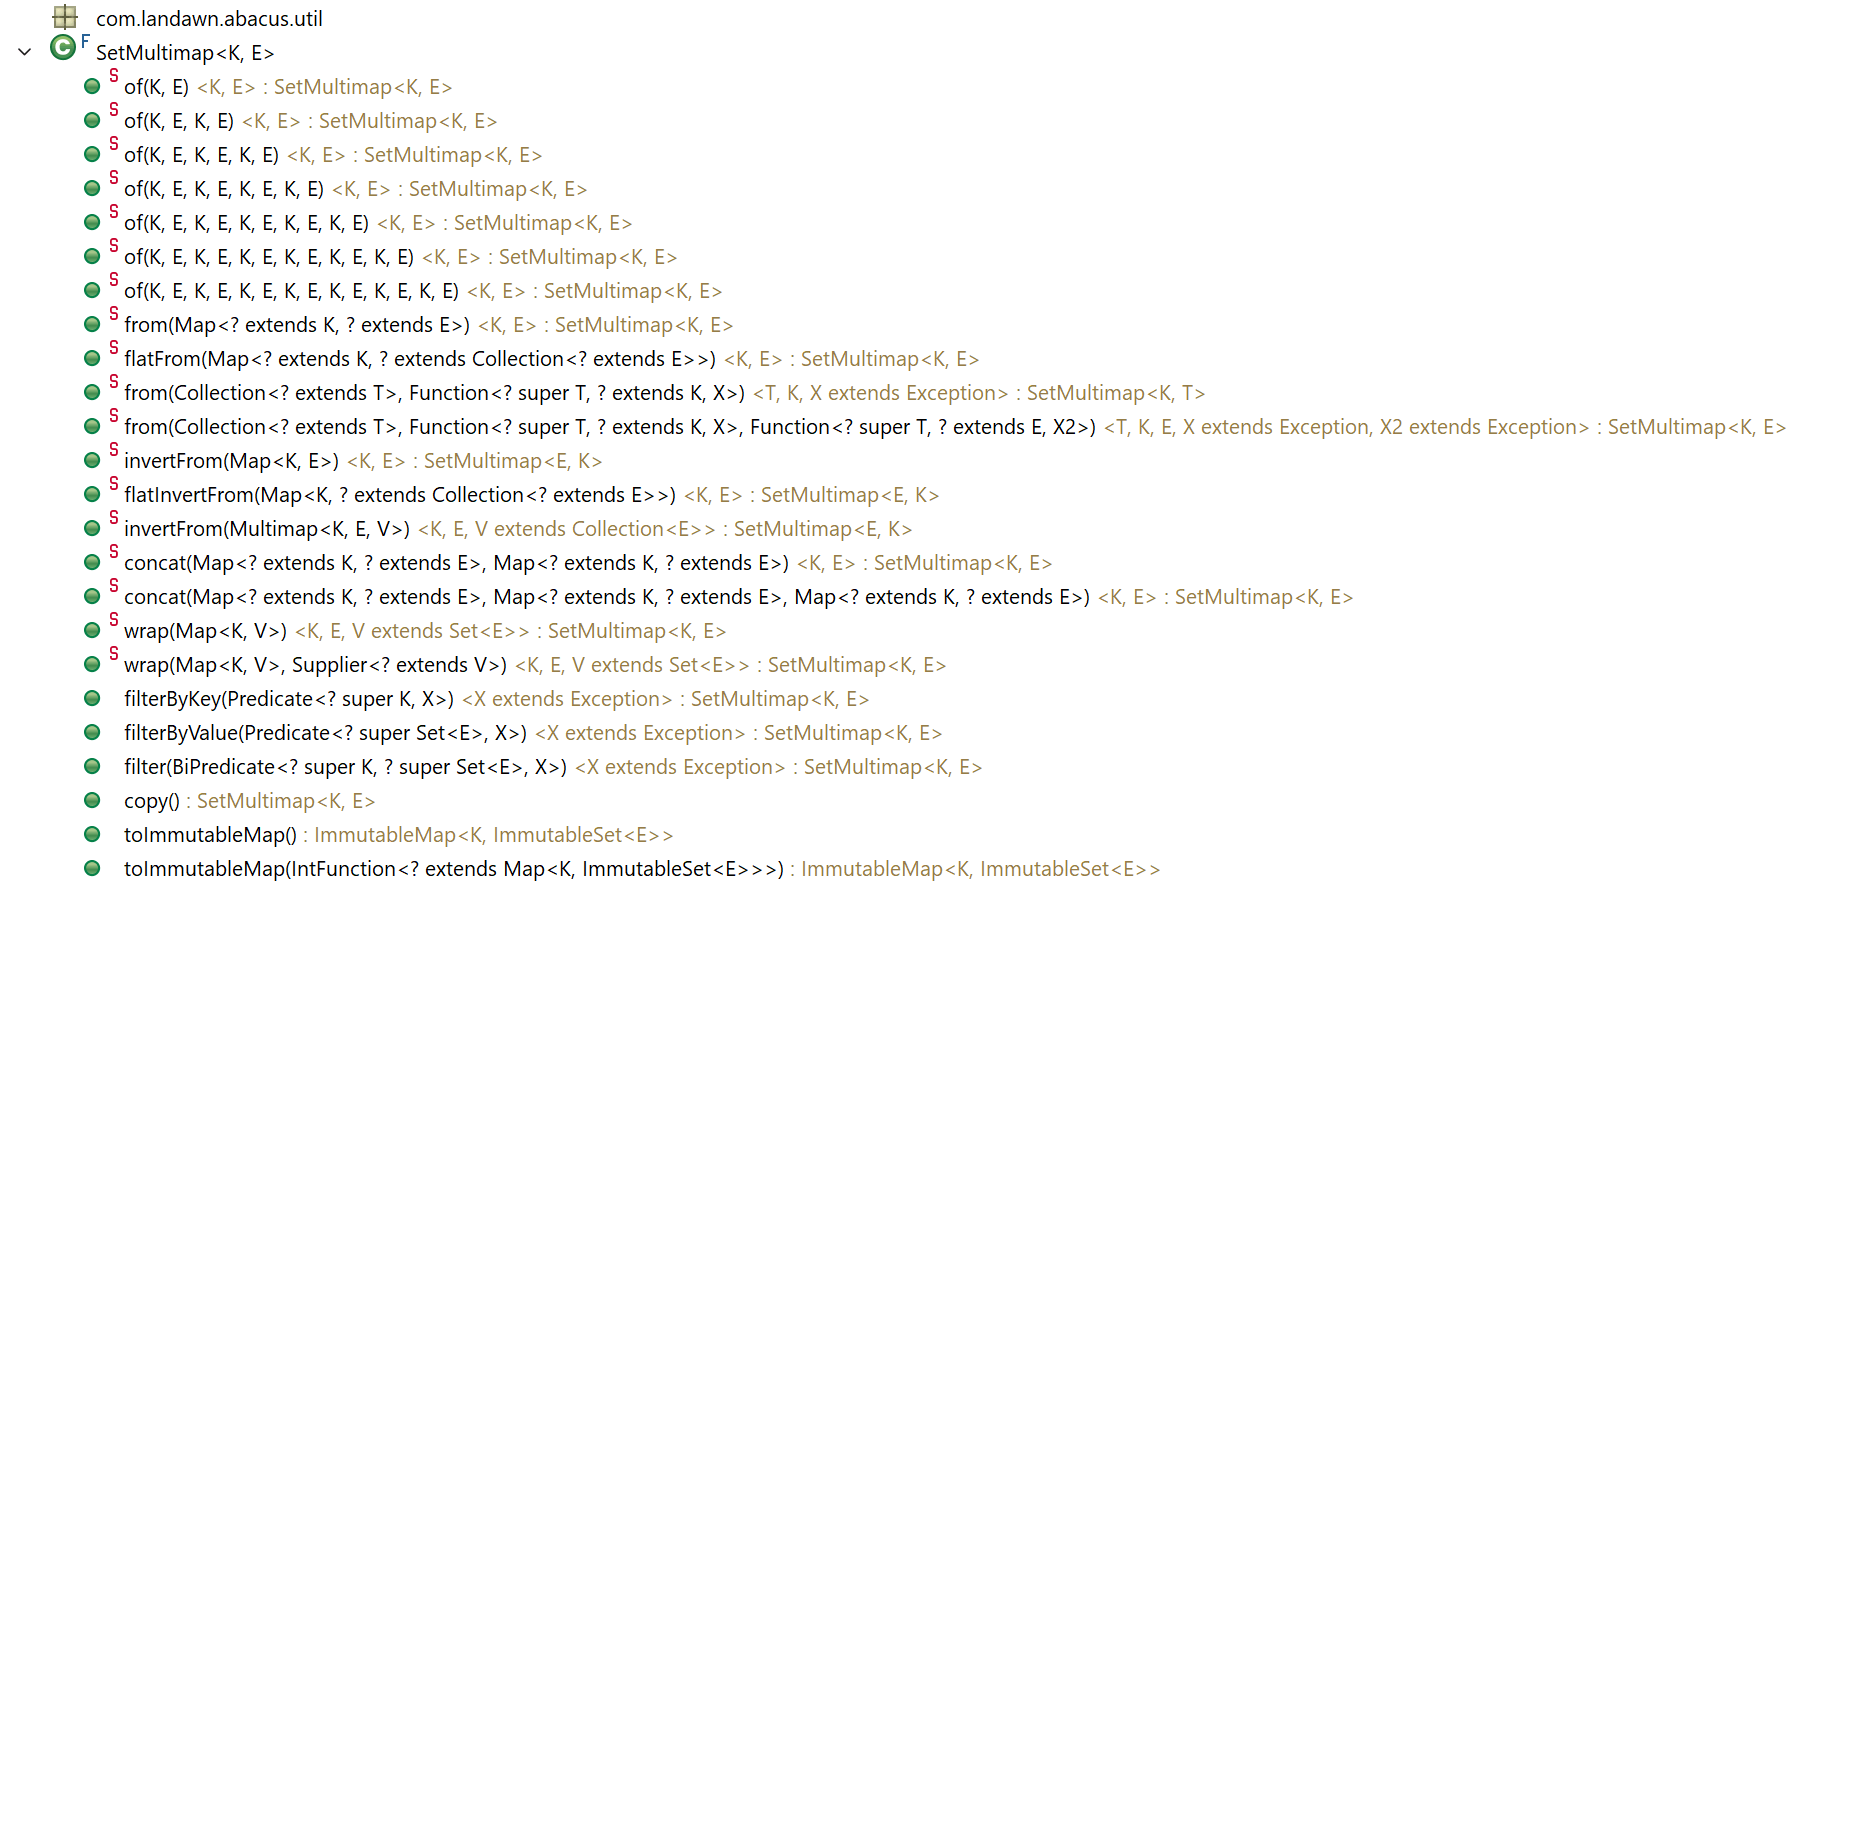 com.landawn.abacus.util
SetMultimap<K, E>
of(K, E) <K, E> : SetMultimap<K, E>
of(K, E, K, E) <K, E> : SetMultimap<K, E>
of(K, E, K, E, K, E) <K, E> : SetMultimap<K, E>
of(K, E, K, E, K, E, K, E) <K, E> : SetMultimap<K, E>
of(K, E, K, E, K, E, K, E, K, E) <K, E> : SetMultimap<K, E>
of(K, E, K, E, K, E, K, E, K, E, K, E) <K, E> : SetMultimap<K, E>
of(K, E, K, E, K, E, K, E, K, E, K, E, K, E) <K, E> : SetMultimap<K, E>
from(Map<? extends K, ? extends E>) <K, E> : SetMultimap<K, E>
flatFrom(Map<? extends K, ? extends Collection<? extends E>>) <K, E> : SetMultimap<K, E>
from(Collection<? extends T>, Function<? super T, ? extends K, X>) <T, K, X extends Exception> : SetMultimap<K, T>
from(Collection<? extends T>, Function<? super T, ? extends K, X>, Function<? super T, ? extends E, X2>) <T, K, E, X extends Exception, X2 extends Exception> : SetMultimap<K, E>
invertFrom(Map<K, E>) <K, E> : SetMultimap<E, K>
flatInvertFrom(Map<K, ? extends Collection<? extends E>>) <K, E> : SetMultimap<E, K>
invertFrom(Multimap<K, E, V>) <K, E, V extends Collection<E>> : SetMultimap<E, K>
concat(Map<? extends K, ? extends E>, Map<? extends K, ? extends E>) <K, E> : SetMultimap<K, E>
concat(Map<? extends K, ? extends E>, Map<? extends K, ? extends E>, Map<? extends K, ? extends E>) <K, E> : SetMultimap<K, E>
wrap(Map<K, V>) <K, E, V extends Set<E>> : SetMultimap<K, E>
wrap(Map<K, V>, Supplier<? extends V>) <K, E, V extends Set<E>> : SetMultimap<K, E>
filterByKey(Predicate<? super K, X>) <X extends Exception> : SetMultimap<K, E>
filterByValue(Predicate<? super Set<E>, X>) <X extends Exception> : SetMultimap<K, E>
filter(BiPredicate<? super K, ? super Set<E>, X>) <X extends Exception> : SetMultimap<K, E>
copy() : SetMultimap<K, E>
toImmutableMap() : ImmutableMap<K, ImmutableSet<E>>
toImmutableMap(IntFunction<? extends Map<K, ImmutableSet<E>>>) : ImmutableMap<K, ImmutableSet<E>>